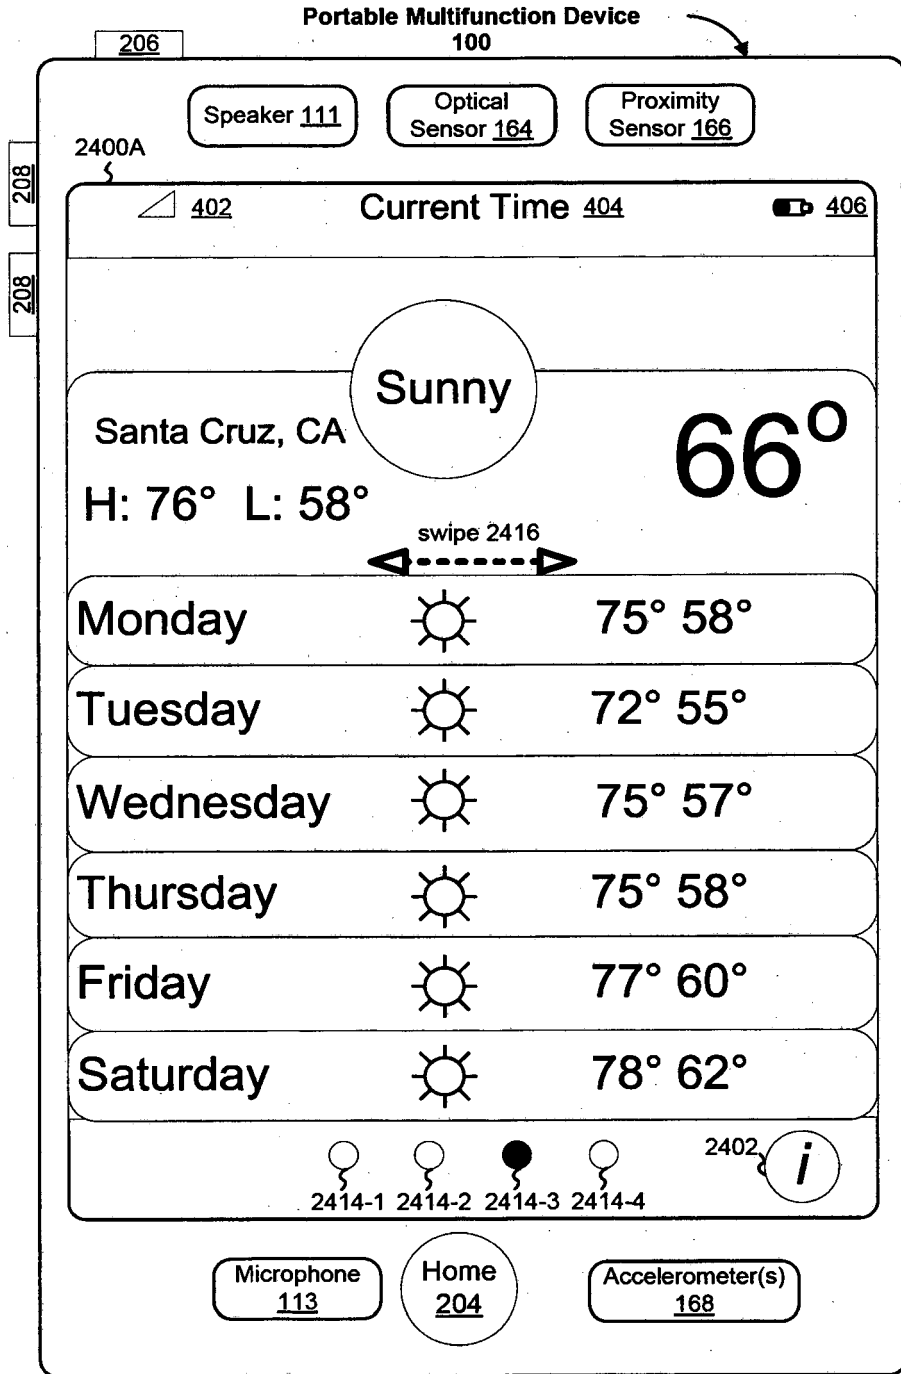 Portable Multifunction Device
100
206
Speaker 111
Optical
Sensor 164
Proximity
Sensor 166
2400A
208
208
402
Current Time 404
406
Sunny
Santa Cruz, CA
66°
H: 76° L: 58°
swipe 2416
Monday 75° 58°
Tuesday 72° 55°
Wednesday 75° 57°
Thursday 75° 58°
Friday 77° 60°
Saturday 78° 62°
2402
i
2414-1 2414-2 2414-3 2414-4
Microphone
113
Home
204
Accelerometer(s)
168